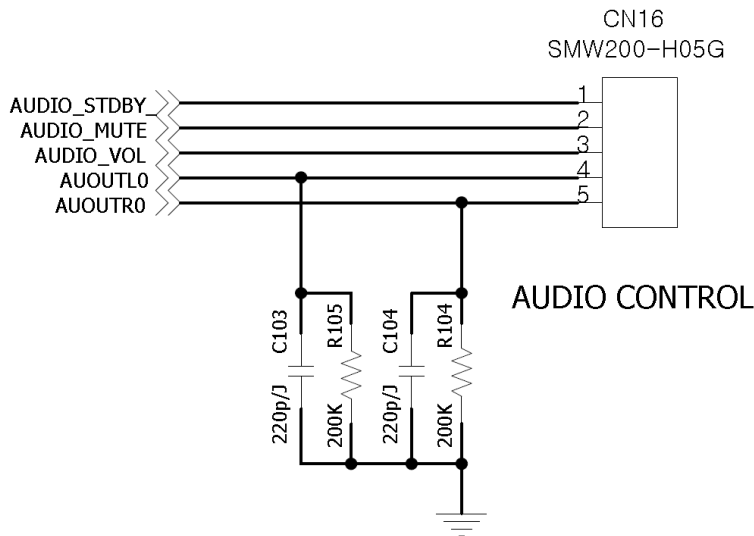 CN16
SMW200-H05G
AUDIO_STDBY_
1
AUDIO_MUTE
2
AUDIO_VOL
3
AUOUTL0
4
AUOUTR0
5
AUDIO CONTROL
C103
220p/J
R105
200K
C104
220p/J
R104
200K